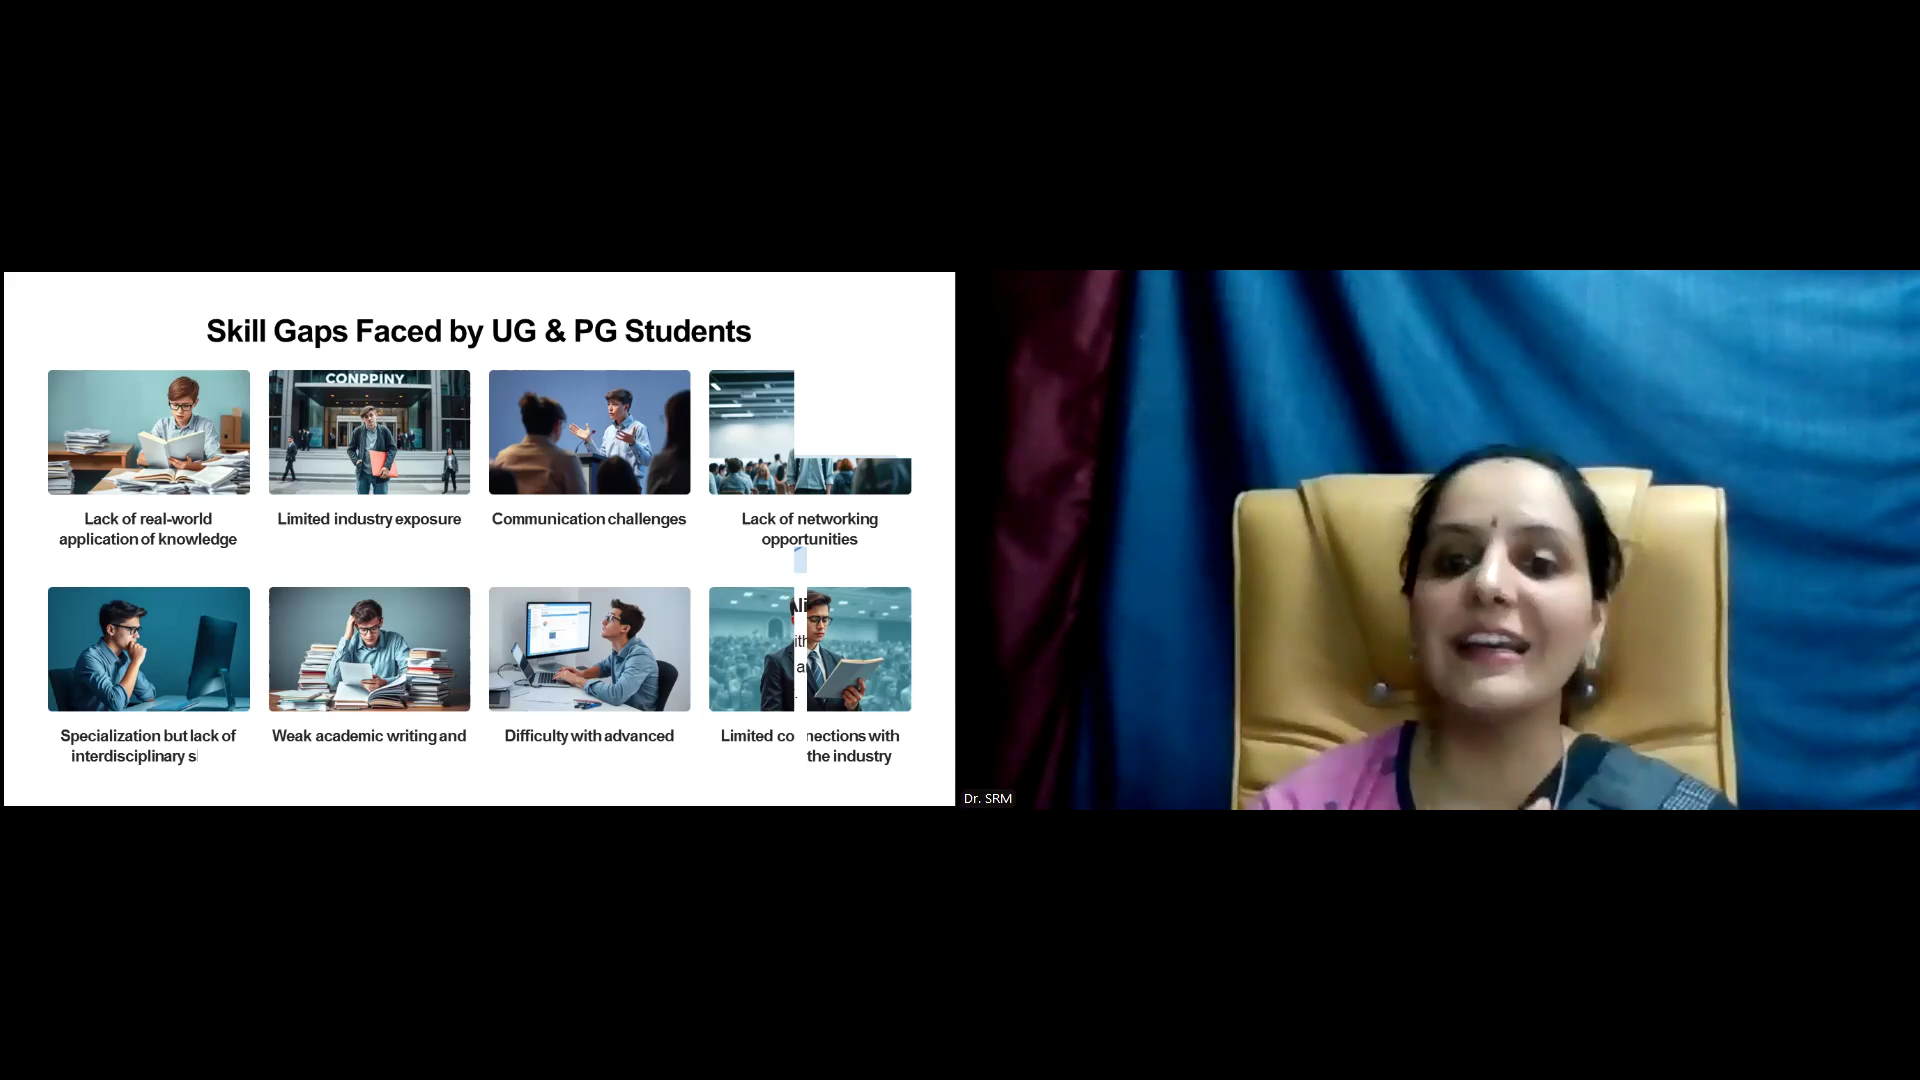 Skill Gaps Faced by UG & PG Students
CONPPINY
Lack of real-world
application of knowledge
Limited industry exposure
Communication challenges
Lack of networking
opportunities
Specialization but lack of
interdisciplinary
Weak academic writing and
Difficulty with advanced
Limited connections with
the industry
Dr. SRM